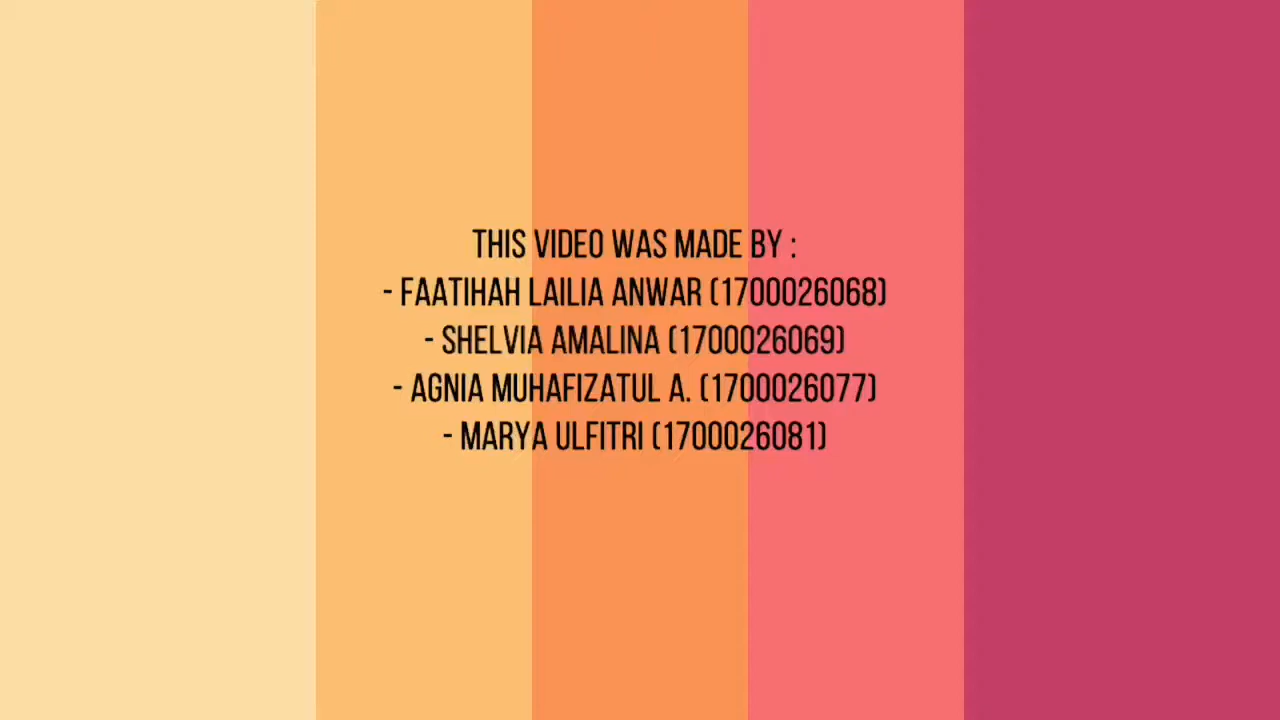 THIS VIDEO WAS MADE BY :
- FAATIHAH LAILIA ANWAR (1700026068)
- SHELVIA AMALINA (1700026069)
- AGNIA MUHAFIZATUL A. (1700026077)
- MARYA ULFITRI (1700026081)